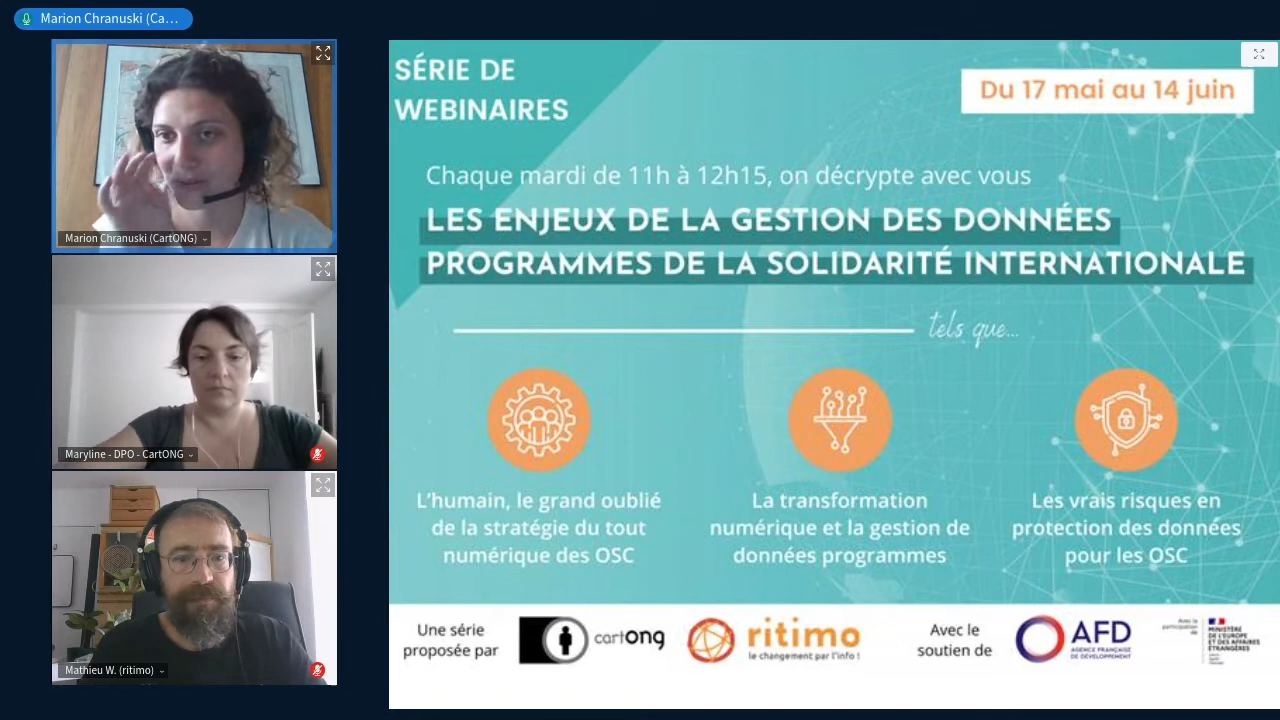 Marion Chranuski (Ca...
Marion Chranuski (CartONG)
Maryline - DPO - CartONG
Mathieu W. (ritimo)
SÉRIE DE
WEBINAIRES
Du 17 mai au 14 juin
Chaque mardi de 11h à 12h15, on décrypte avec vous
LES ENJEUX DE LA GESTION DES DONNÉES
PROGRAMMES DE LA SOLIDARITÉ INTERNATIONALE
tels que...
L'humain, le grand oublié
de la stratégie du tout
numérique des OSC
La transformation
numérique et la gestion de
données programmes
Les vrais risques en
protection des données
pour les OSC
Une série
proposée par
cartong
ritimo
le changement par l'info !
Avec le
soutien de
AFD
AGENCE FRANÇAISE
DE DÉVELOPPEMENT
Avec la
participation
de
MINISTÈRE
DE L'EUROPE
ET DES AFFAIRES
ÉTRANGÈRES